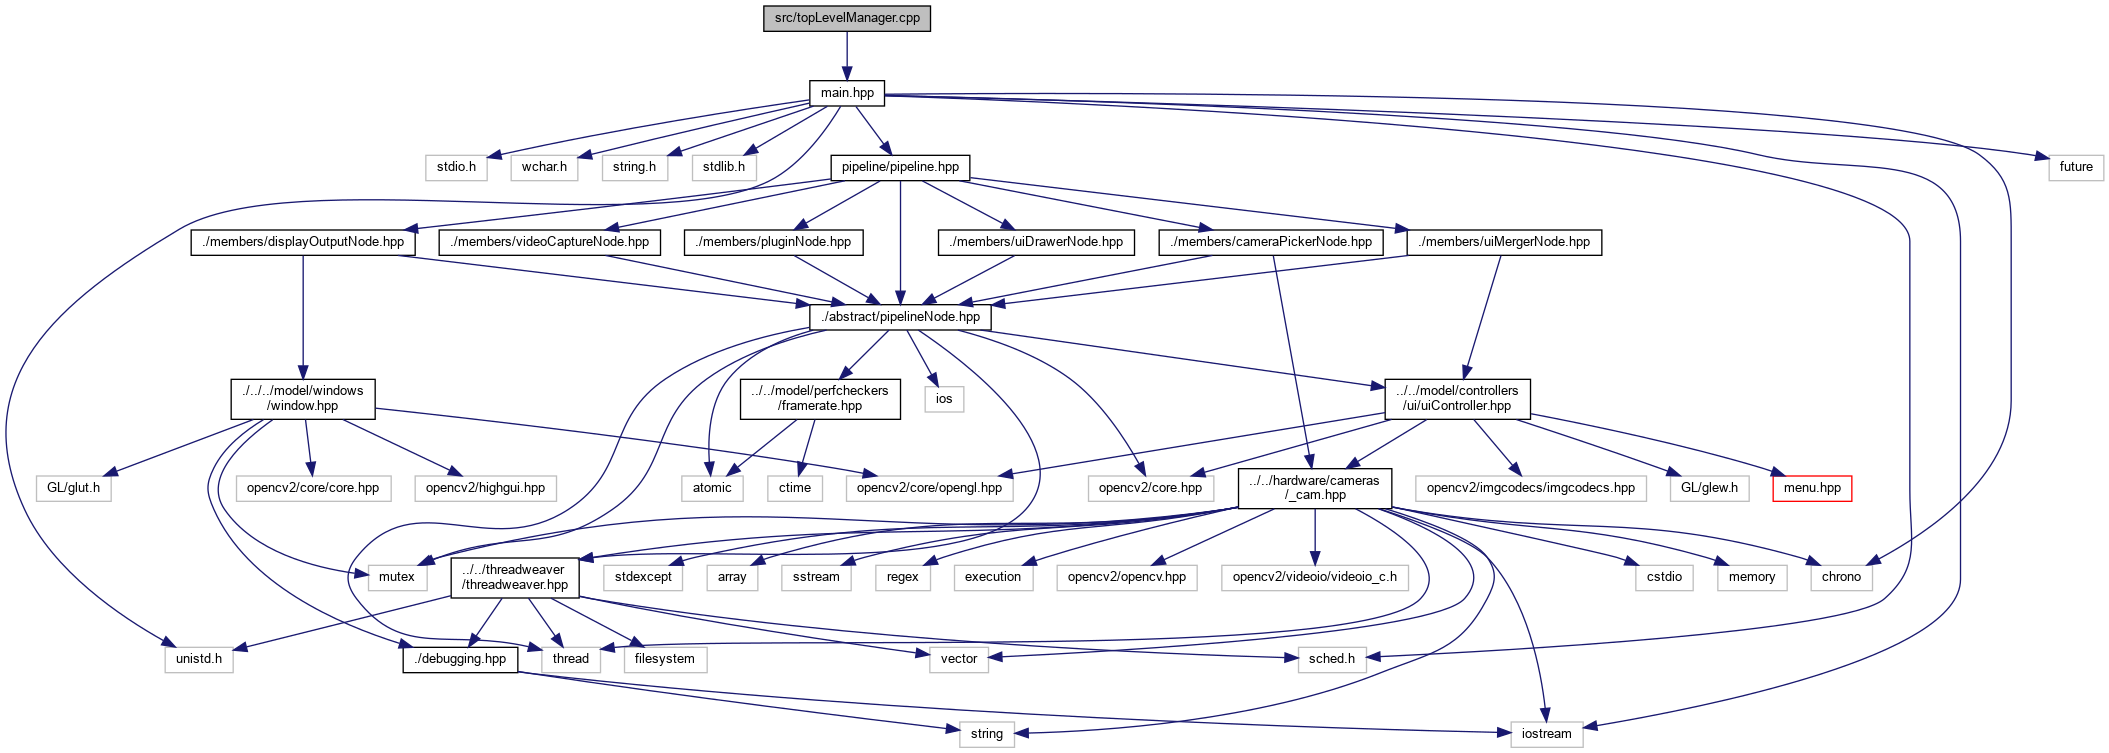 src/topLevelManager.cpp
main.hpp
stdio.h
wchar.h
string.h
stdlib.h
pipeline/pipeline.hpp
future
./members/displayOutputNode.hpp
./members/videoCaptureNode.hpp
./members/pluginNode.hpp
./members/uiDrawerNode.hpp
./members/cameraPickerNode.hpp
./members/uiMergerNode.hpp
./abstract/pipelineNode.hpp
./../../model/windows
/window.hpp
../../model/perfcheckers
/framerate.hpp
ios
../../model/controllers
/ui/uiController.hpp
GL/glut.h
opencv2/core/core.hpp
opencv2/highgui.hpp
atomic
ctime
opencv2/core/opengl.hpp
opencv2/core.hpp
../../hardware/cameras
/_cam.hpp
opencv2/imgcodecs/imgcodecs.hpp
GL/glew.h
menu.hpp
mutex
../../threadweaver
/threadweaver.hpp
stdexcept
array
sstream
regex
execution
opencv2/opencv.hpp
opencv2/videoio/videoio_c.h
cstdio
memory
chrono
unistd.h
./debugging.hpp
thread
filesystem
vector
sched.h
string
iostream